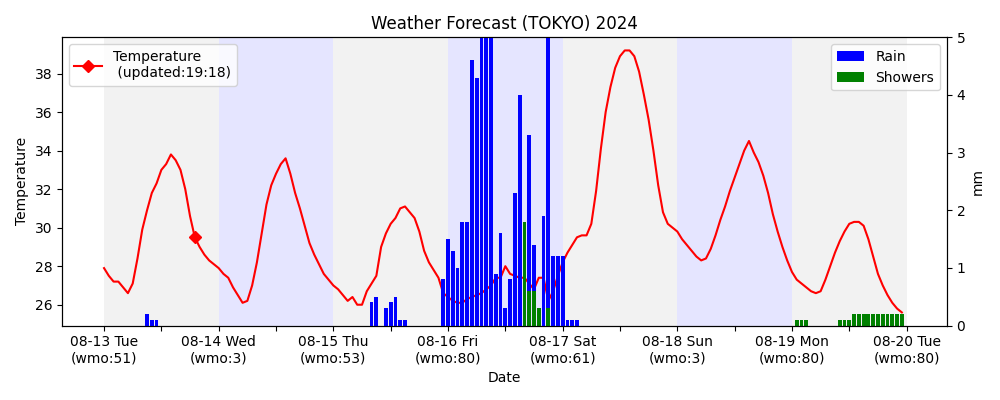 Weather Forecast (TOKYO) 2024
Temperature
(updated:19:18)
Rain
Showers
Temperature
38
36
34
32
30
28
26
5
4
3
2
1
0
mm
08-13 Tue
(wmo:51)
08-14 Wed
(wmo:3)
08-15 Thu
(wmo:53)
08-16 Fri
(wmo:80)
08-17 Sat
(wmo:61)
08-18 Sun
(wmo:3)
08-19 Mon
(wmo:80)
08-20 Tue
(wmo:80)
Date